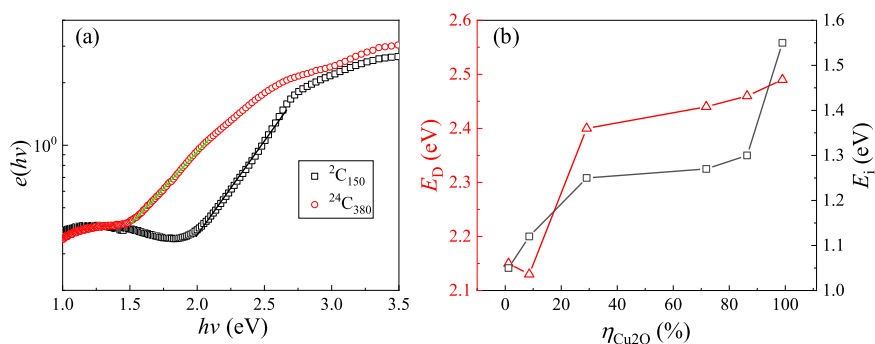 (a)
e(hν)
10⁰
²C₁₅₀
²⁴C₃₈₀
1.0 1.5 2.0 2.5 3.0 3.5
hν (eV)
(b)
E_D (eV)
2.6
2.5
2.4
2.3
2.2
2.1
E_i (eV)
1.6
1.5
1.4
1.3
1.2
1.1
1.0
0 20 40 60 80 100
η_Cu2O (%)